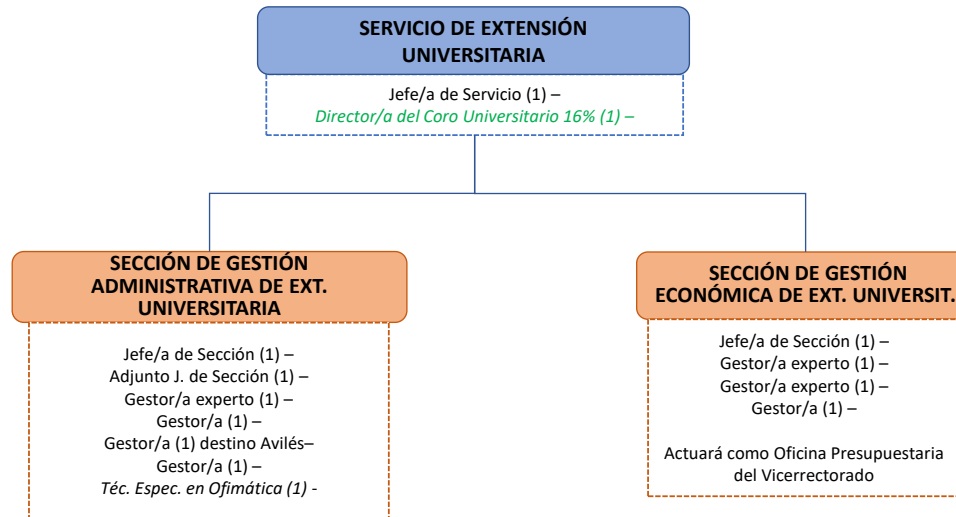 SERVICIO DE EXTENSIÓN
UNIVERSITARIA
Jefe/a de Servicio (1) –
Director/a del Coro Universitario 16% (1) –
SECCIÓN DE GESTIÓN
ADMINISTRATIVA DE EXT.
UNIVERSITARIA
Jefe/a de Sección (1) –
Adjunto J. de Sección (1) –
Gestor/a experto (1) –
Gestor/a (1) –
Gestor/a (1) destino Avilés–
Gestor/a (1) –
Téc. Espec. en Ofimática (1) -
SECCIÓN DE GESTIÓN
ECONÓMICA DE EXT. UNIVERSIT.
Jefe/a de Sección (1) –
Gestor/a experto (1) –
Gestor/a experto (1) –
Gestor/a (1) –
Actuará como Oficina Presupuestaria
del Vicerrectorado